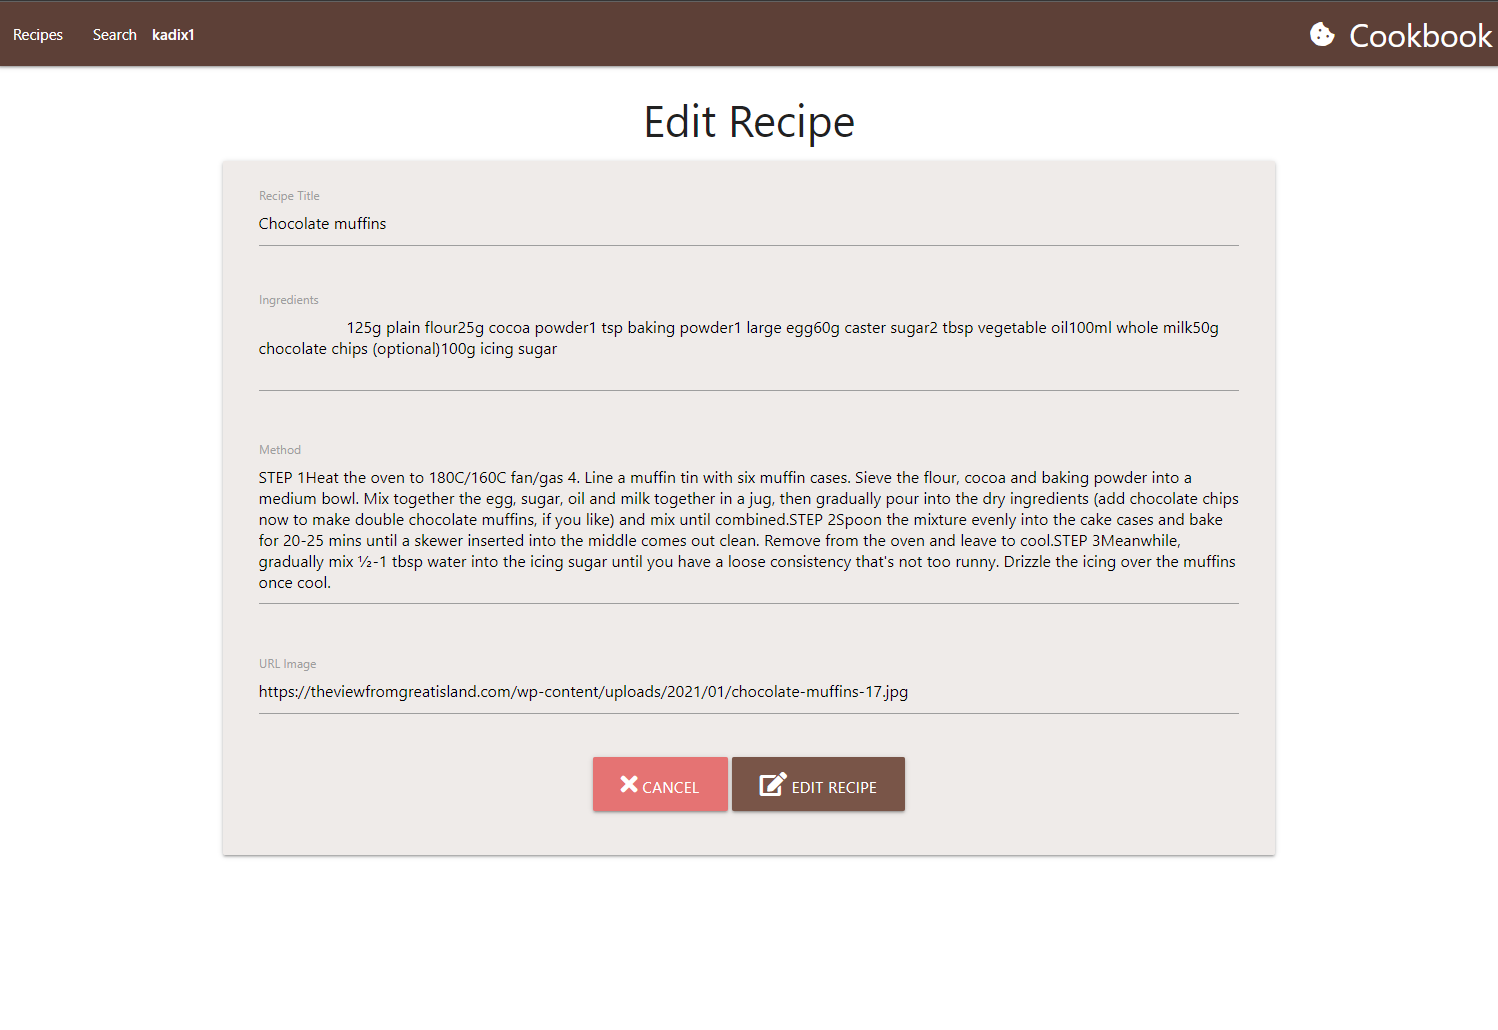 Recipes Search kadix1 Cookbook
Edit Recipe
Recipe Title
Chocolate muffins
Ingredients
125g plain flour25g cocoa powder1 tsp baking powder1 large egg60g caster sugar2 tbsp vegetable oil100ml whole milk50g
chocolate chips (optional)100g icing sugar
Method
STEP 1Heat the oven to 180C/160C fan/gas 4. Line a muffin tin with six muffin cases. Sieve the flour, cocoa and baking powder into a
medium bowl. Mix together the egg, sugar, oil and milk together in a jug, then gradually pour into the dry ingredients (add chocolate chips
now to make double chocolate muffins, if you like) and mix until combined.STEP 2Spoon the mixture evenly into the cake cases and bake
for 20-25 mins until a skewer inserted into the middle comes out clean. Remove from the oven and leave to cool.STEP 3Meanwhile,
gradually mix ½-1 tbsp water into the icing sugar until you have a loose consistency that's not too runny. Drizzle the icing over the muffins
once cool.
URL Image
https://theviewfromgreatisland.com/wp-content/uploads/2021/01/chocolate-muffins-17.jpg
CANCEL EDIT RECIPE